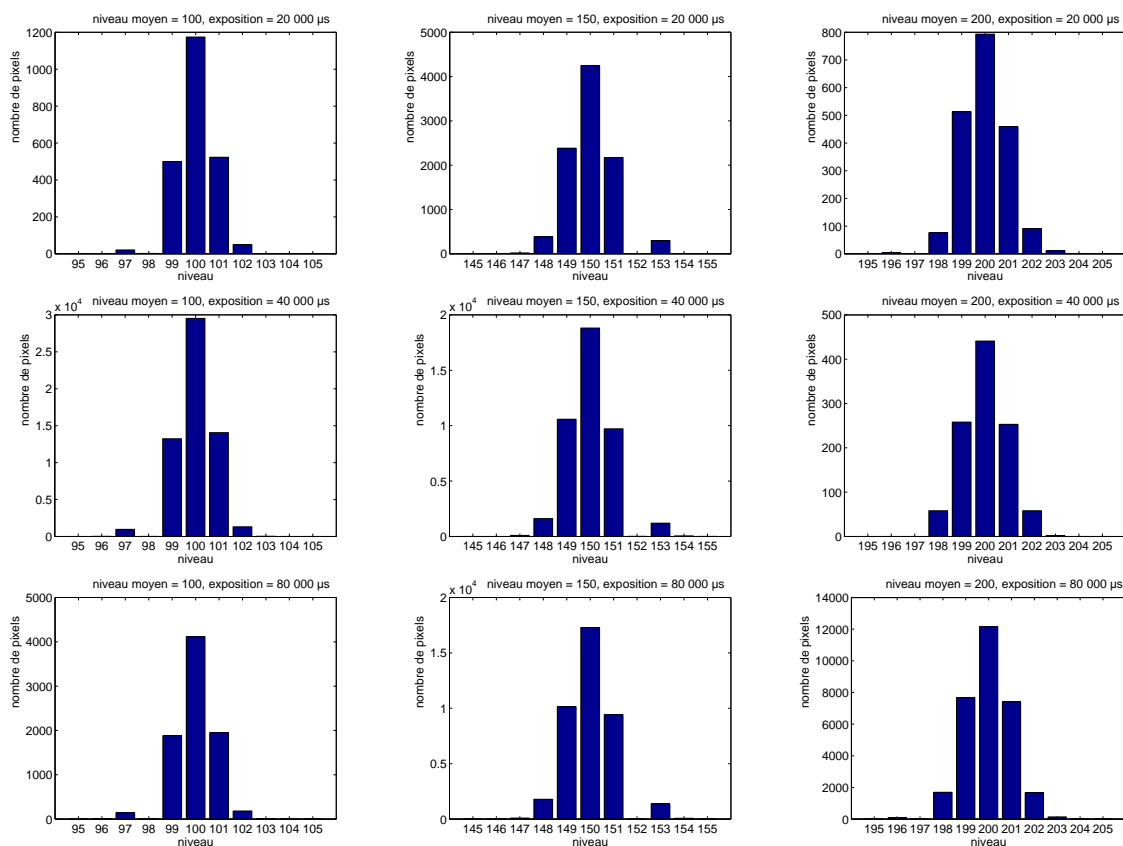 niveau moyen = 100, exposition = 20 000 µs
1200
1000
800
600
400
200
0
nombre de pixels
95 96 97 98 99 100 101 102 103 104 105
niveau
niveau moyen = 150, exposition = 20 000 µs
5000
4000
3000
2000
1000
0
nombre de pixels
145 146 147 148 149 150 151 152 153 154 155
niveau
niveau moyen = 200, exposition = 20 000 µs
800
700
600
500
400
300
200
100
0
nombre de pixels
195 196 197 198 199 200 201 202 203 204 205
niveau
niveau moyen = 100, exposition = 40 000 µs
x 10^4
3
2.5
2
1.5
1
0.5
0
nombre de pixels
95 96 97 98 99 100 101 102 103 104 105
niveau
niveau moyen = 150, exposition = 40 000 µs
x 10^4
2
1.5
1
0.5
0
nombre de pixels
145 146 147 148 149 150 151 152 153 154 155
niveau
niveau moyen = 200, exposition = 40 000 µs
500
400
300
200
100
0
nombre de pixels
195 196 197 198 199 200 201 202 203 204 205
niveau
niveau moyen = 100, exposition = 80 000 µs
5000
4000
3000
2000
1000
0
nombre de pixels
95 96 97 98 99 100 101 102 103 104 105
niveau
niveau moyen = 150, exposition = 80 000 µs
x 10^4
2
1.5
1
0.5
0
nombre de pixels
145 146 147 148 149 150 151 152 153 154 155
niveau
niveau moyen = 200, exposition = 80 000 µs
14000
12000
10000
8000
6000
4000
2000
0
nombre de pixels
195 196 197 198 199 200 201 202 203 204 205
niveau